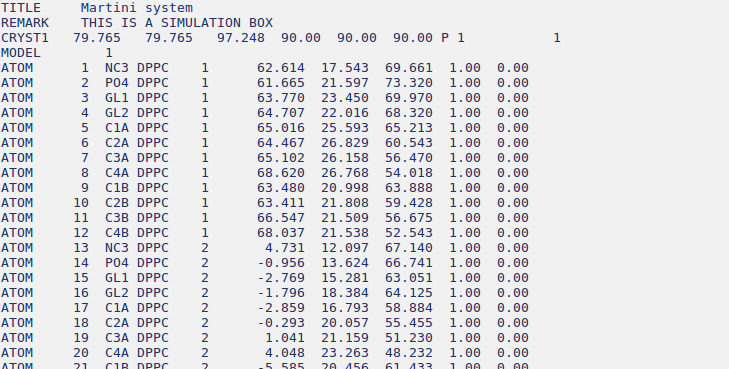 TITLE     Martini system
REMARK    THIS IS A SIMULATION BOX
CRYST1   79.765   79.765   97.248  90.00  90.00  90.00 P 1           1
MODEL        1
ATOM      1  NC3 DPPC    1      62.614  17.543  69.661  1.00  0.00
ATOM      2  PO4 DPPC    1      61.665  21.597  73.320  1.00  0.00
ATOM      3  GL1 DPPC    1      63.770  23.450  69.970  1.00  0.00
ATOM      4  GL2 DPPC    1      64.707  22.016  68.320  1.00  0.00
ATOM      5  C1A DPPC    1      65.016  25.593  65.213  1.00  0.00
ATOM      6  C2A DPPC    1      64.467  26.829  60.543  1.00  0.00
ATOM      7  C3A DPPC    1      65.102  26.158  56.470  1.00  0.00
ATOM      8  C4A DPPC    1      68.620  26.768  54.018  1.00  0.00
ATOM      9  C1B DPPC    1      63.480  20.998  63.888  1.00  0.00
ATOM     10  C2B DPPC    1      63.411  21.808  59.428  1.00  0.00
ATOM     11  C3B DPPC    1      66.547  21.509  56.675  1.00  0.00
ATOM     12  C4B DPPC    1      68.037  21.538  52.543  1.00  0.00
ATOM     13  NC3 DPPC    2       4.731  12.097  67.140  1.00  0.00
ATOM     14  PO4 DPPC    2      -0.956  13.624  66.741  1.00  0.00
ATOM     15  GL1 DPPC    2      -2.769  15.281  63.051  1.00  0.00
ATOM     16  GL2 DPPC    2      -1.796  18.384  64.125  1.00  0.00
ATOM     17  C1A DPPC    2      -2.859  16.793  58.884  1.00  0.00
ATOM     18  C2A DPPC    2      -0.293  20.057  55.455  1.00  0.00
ATOM     19  C3A DPPC    2       1.041  21.159  51.230  1.00  0.00
ATOM     20  C4A DPPC    2       4.048  23.263  48.232  1.00  0.00
ATOM     21  C1B DPPC    2      -5.585  20.456  61.433  1.00  0.00